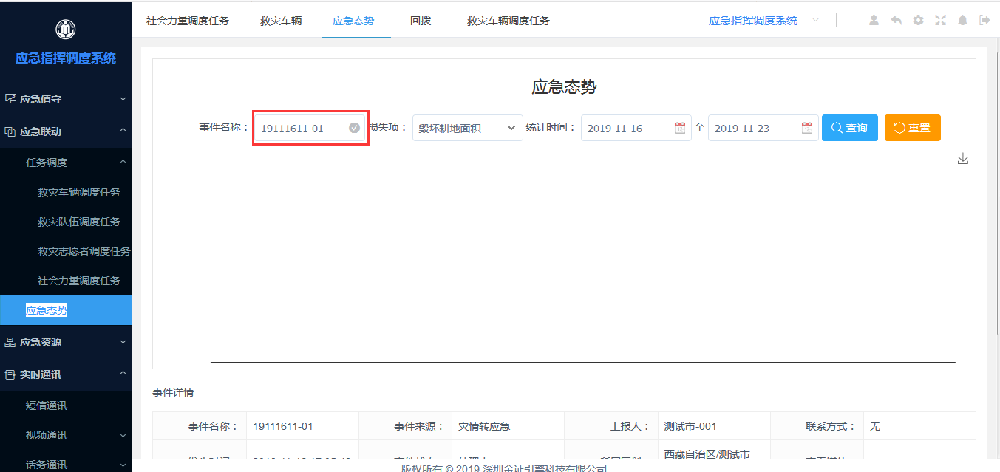 应急指挥调度系统
应急值守
应急联动
任务调度
救灾车辆调度任务
救灾队伍调度任务
救灾志愿者调度任务
社会力量调度任务
应急态势
应急资源
实时通讯
短信通讯
视频通讯
话务通讯
社会力量调度任务 救灾车辆 应急态势 回拨 救灾车辆调度任务 应急指挥调度系统
应急态势
事件名称： 19111611-01 损失项： 毁坏耕地面积 统计时间： 2019-11-16 至 2019-11-23 查询 重置
事件详情
事件名称： 19111611-01 事件来源： 灾情转应急 上报人： 测试市-001 联系方式： 无
西藏自治区/测试市
版权所有 © 2019 深圳金证引擎科技有限公司